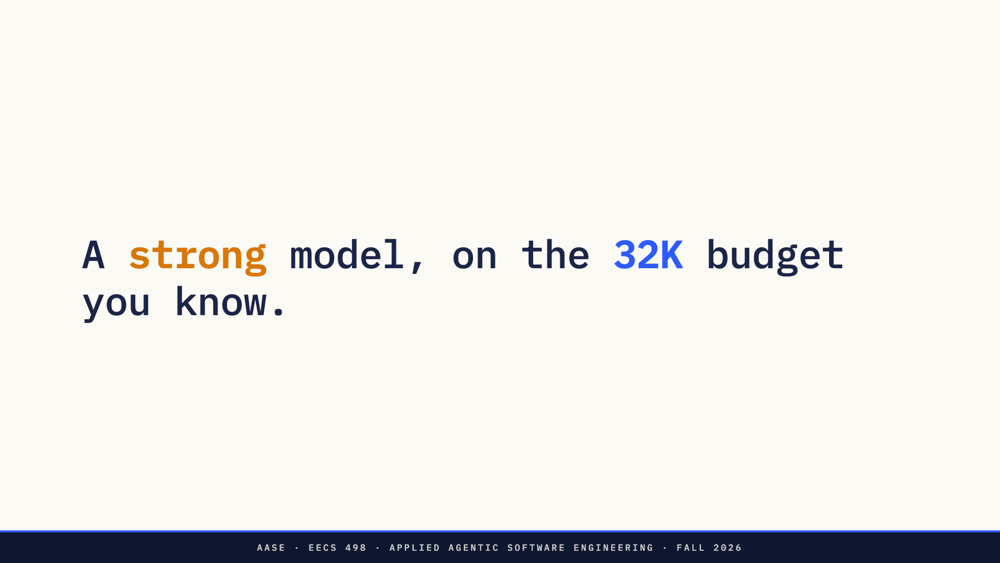 A strong model, on the 32K budget
you know.
AASE · EECS 498 · APPLIED AGENTIC SOFTWARE ENGINEERING · FALL 2026